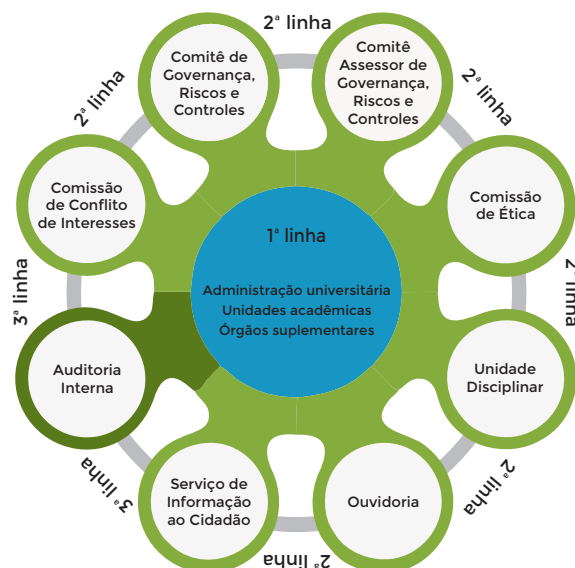 2ª linha
Comitê de
Governança,
Riscos e
Controles
Comitê
Assessor de
Governança,
Riscos e
Controles
2ª linha
2ª linha
Comissão
de Conflito
de Interesses
Comissão
de Ética
1ª linha
Administração universitária
Unidades acadêmicas
Órgãos suplementares
3ª linha
2ª linha
Auditoria
Interna
Unidade
Disciplinar
3ª linha
2ª linha
Serviço de
Informação
ao Cidadão
Ouvidoria
2ª linha